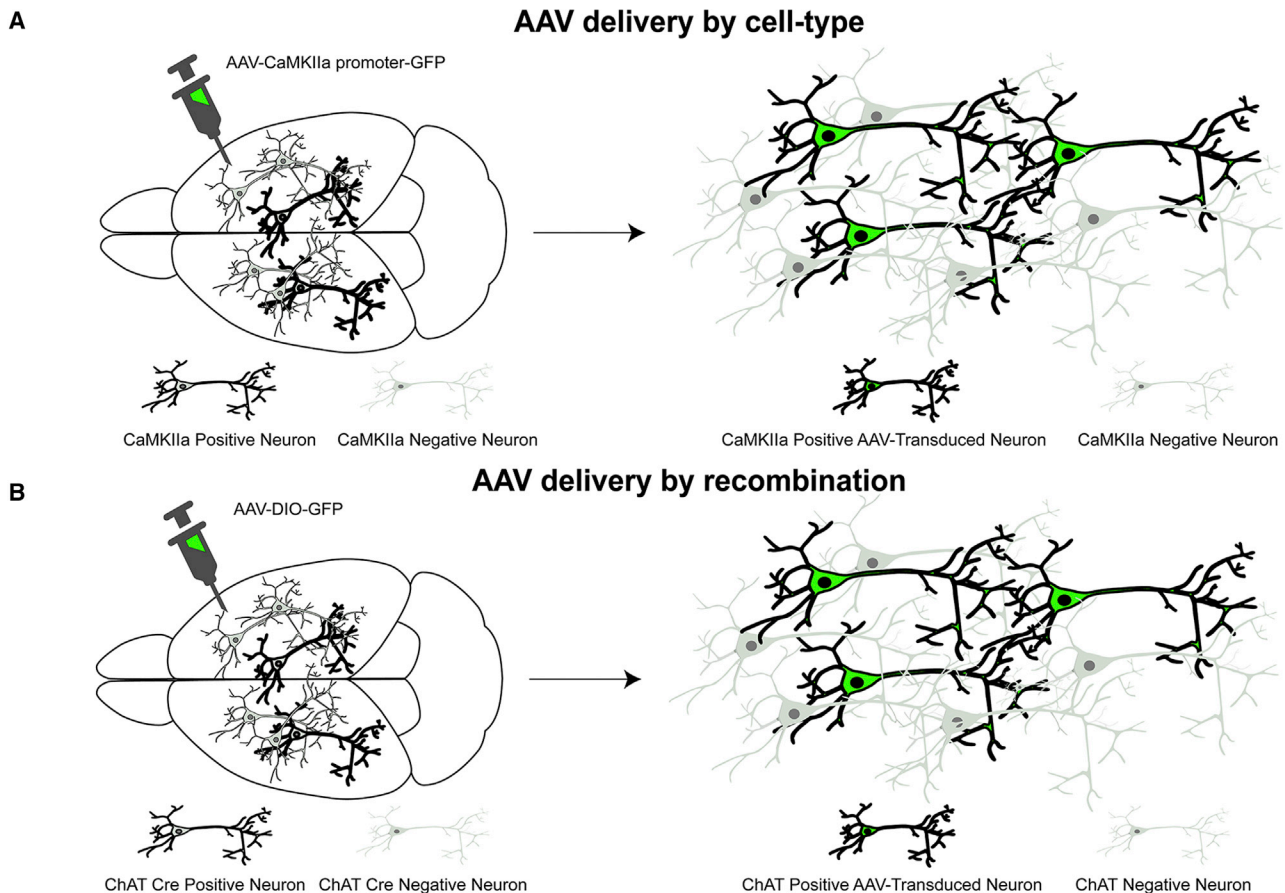 A
AAV delivery by cell-type
AAV-CaMKIIa promoter-GFP
CaMKIIa Positive Neuron
CaMKIIa Negative Neuron
CaMKIIa Positive AAV-Transduced Neuron
CaMKIIa Negative Neuron
B
AAV delivery by recombination
AAV-DIO-GFP
ChAT Cre Positive Neuron
ChAT Cre Negative Neuron
ChAT Positive AAV-Transduced Neuron
ChAT Negative Neuron